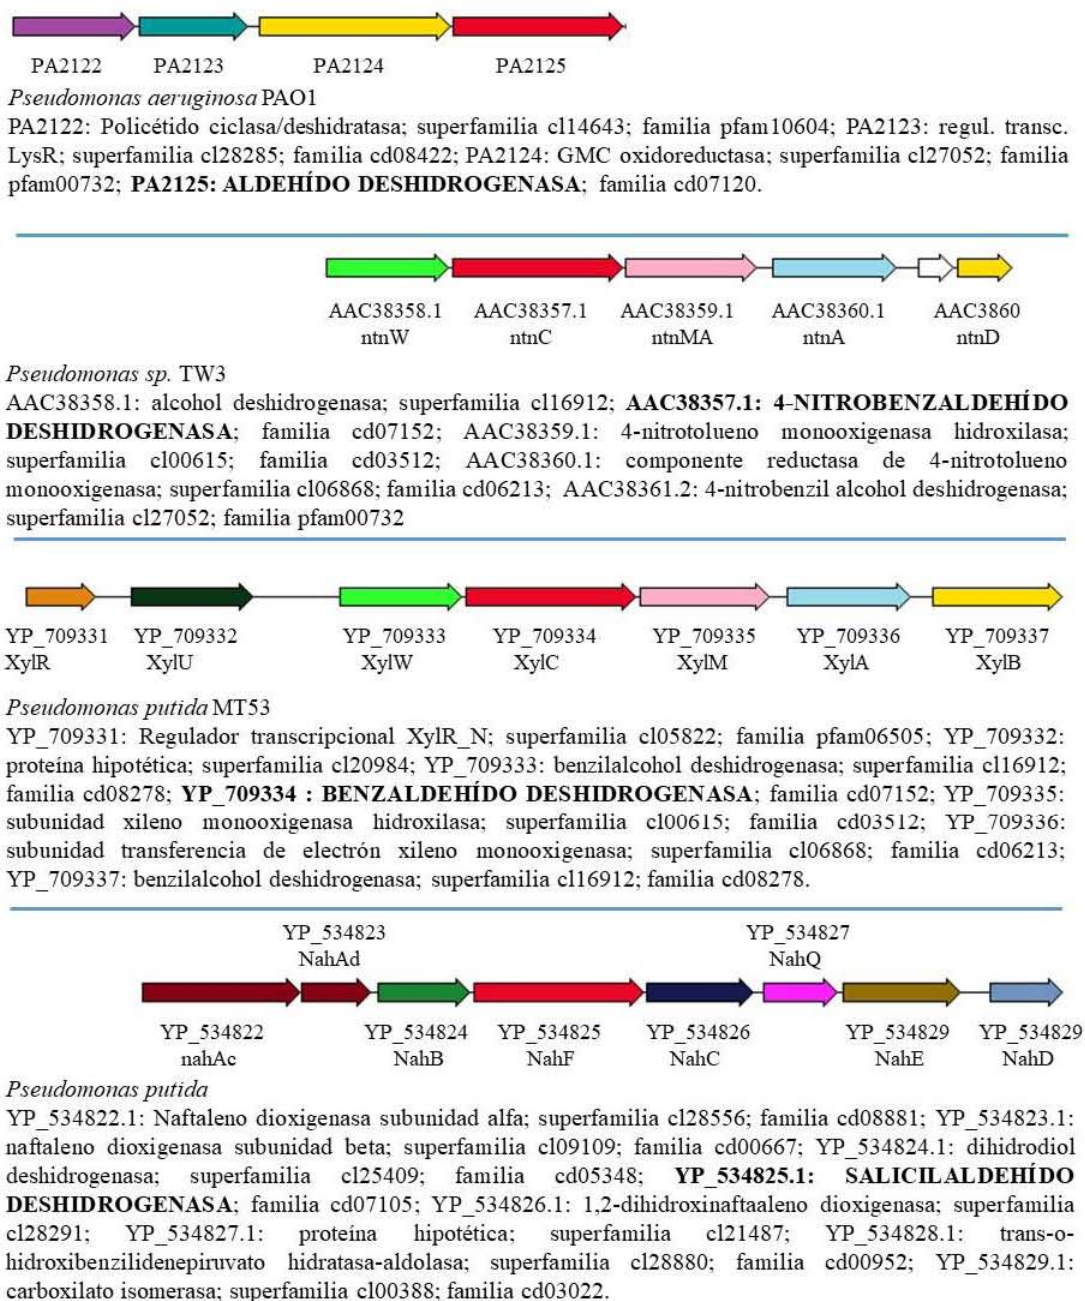 PA2122 PA2123 PA2124 PA2125
Pseudomonas aeruginosa PAO1
PA2122: Policétido ciclasa/deshidratasa; superfamilia cl14643; familia pfam10604; PA2123: regul. transc.
LysR; superfamilia cl28285; familia cd08422; PA2124: GMC oxidoreductasa; superfamilia cl27052; familia
pfam00732; PA2125: ALDEHÍDO DESHIDROGENASA; familia cd07120.
AAC38358.1 AAC38357.1 AAC38359.1 AAC38360.1 AAC3860
ntnW ntnC ntnMA ntnA ntnD
Pseudomonas sp. TW3
AAC38358.1: alcohol deshidrogenasa; superfamilia cl16912; AAC38357.1: 4-NITROBENZALDEHÍDO
DESHIDROGENASA; familia cd07152; AAC38359.1: 4-nitrotolueno monooxigenasa hidroxilasa;
superfamilia cl00615; familia cd03512; AAC38360.1: componente reductasa de 4-nitrotolueno
monooxigenasa; superfamilia cl06868; familia cd06213; AAC38361.2: 4-nitrobenzil alcohol deshidrogenasa;
superfamilia cl27052; familia pfam00732
YP_709331 YP_709332 YP_709333 YP_709334 YP_709335 YP_709336 YP_709337
XylR XylU XylW XylC XylM XylA XylB
Pseudomonas putida MT53
YP_709331: Regulador transcripcional XylR_N; superfamilia cl05822; familia pfam06505; YP_709332:
proteína hipotética; superfamilia cl20984; YP_709333: benzilalcohol deshidrogenasa; superfamilia cl16912;
familia cd08278; YP_709334 : BENZALDEHÍDO DESHIDROGENASA; familia cd07152; YP_709335:
subunidad xileno monooxigenasa hidroxilasa; superfamilia cl00615; familia cd03512; YP_709336:
subunidad transferencia de electrón xileno monooxigenasa; superfamilia cl06868; familia cd06213;
YP_709337: benzilalcohol deshidrogenasa; superfamilia cl16912; familia cd08278.
YP_534823 YP_534827
NahAd NahQ
YP_534822 YP_534824 YP_534825 YP_534826 YP_534829 YP_534829
nahAc NahB NahF NahC NahE NahD
Pseudomonas putida
YP_534822.1: Naftaleno dioxigenasa subunidad alfa; superfamilia cl28556; familia cd08881; YP_534823.1:
naftaleno dioxigenasa subunidad beta; superfamilia cl09109; familia cd00667; YP_534824.1: dihidrodiol
deshidrogenasa; superfamilia cl25409; familia cd05348; YP_534825.1: SALICILALDEHÍDO
DESHIDROGENASA; familia cd07105; YP_534826.1: 1,2-dihidroxinaftaaleno dioxigenasa; superfamilia
cl28291; YP_534827.1: proteína hipotética; superfamilia cl21487; YP_534828.1: trans-o-
hidroxibenzilidenepiruvato hidratasa-aldolasa; superfamilia cl28880; familia cd00952; YP_534829.1:
carboxilato isomerasa; superfamilia cl00388; familia cd03022.